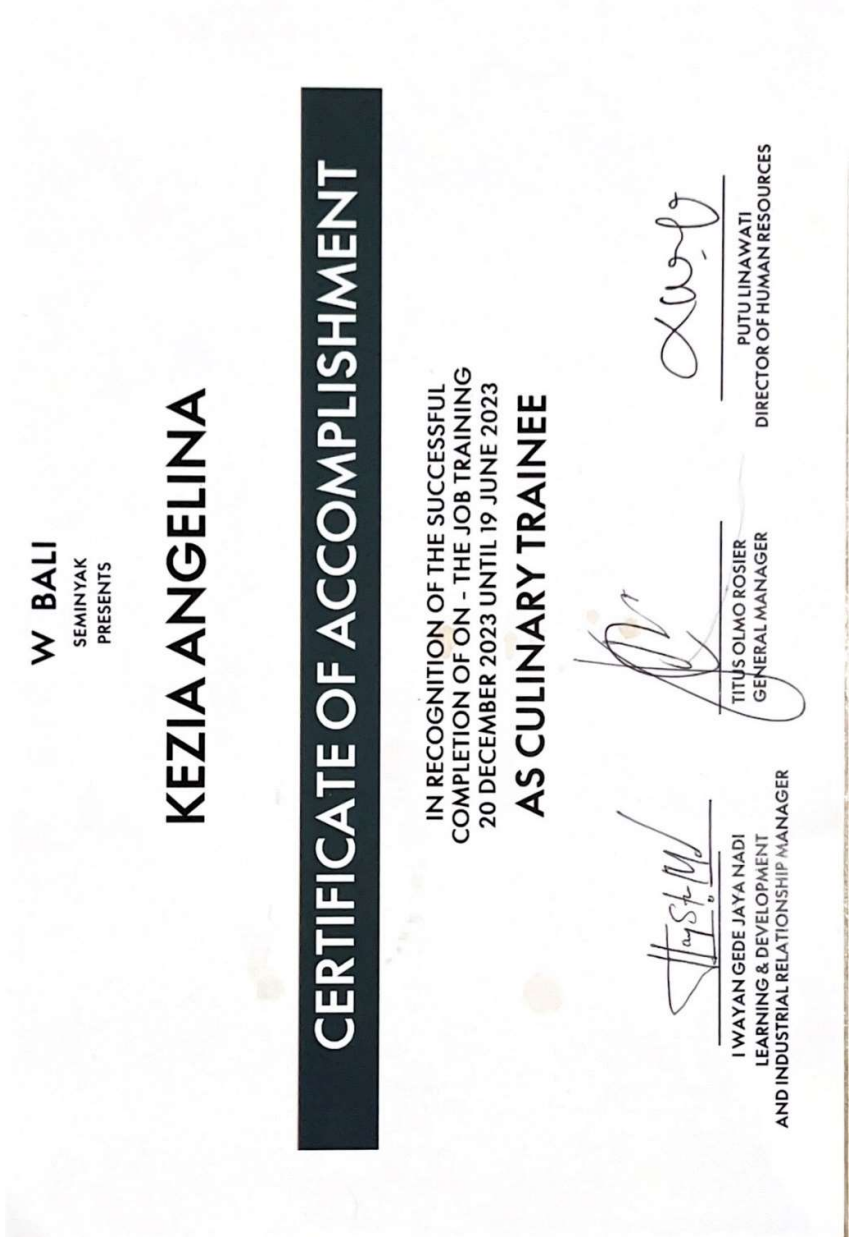 W BALI
SEMINYAK
PRESENTS
KEZIA ANGELINA
CERTIFICATE OF ACCOMPLISHMENT
IN RECOGNITION OF THE SUCCESSFUL
COMPLETION OF ON - THE JOB TRAINING
20 DECEMBER 2023 UNTIL 19 JUNE 2023
AS CULINARY TRAINEE
I WAYAN GEDE JAYA NADI
LEARNING & DEVELOPMENT
AND INDUSTRIAL RELATIONSHIP MANAGER
TITUS OLMO ROSIER
GENERAL MANAGER
PUTU LINAWATI
DIRECTOR OF HUMAN RESOURCES